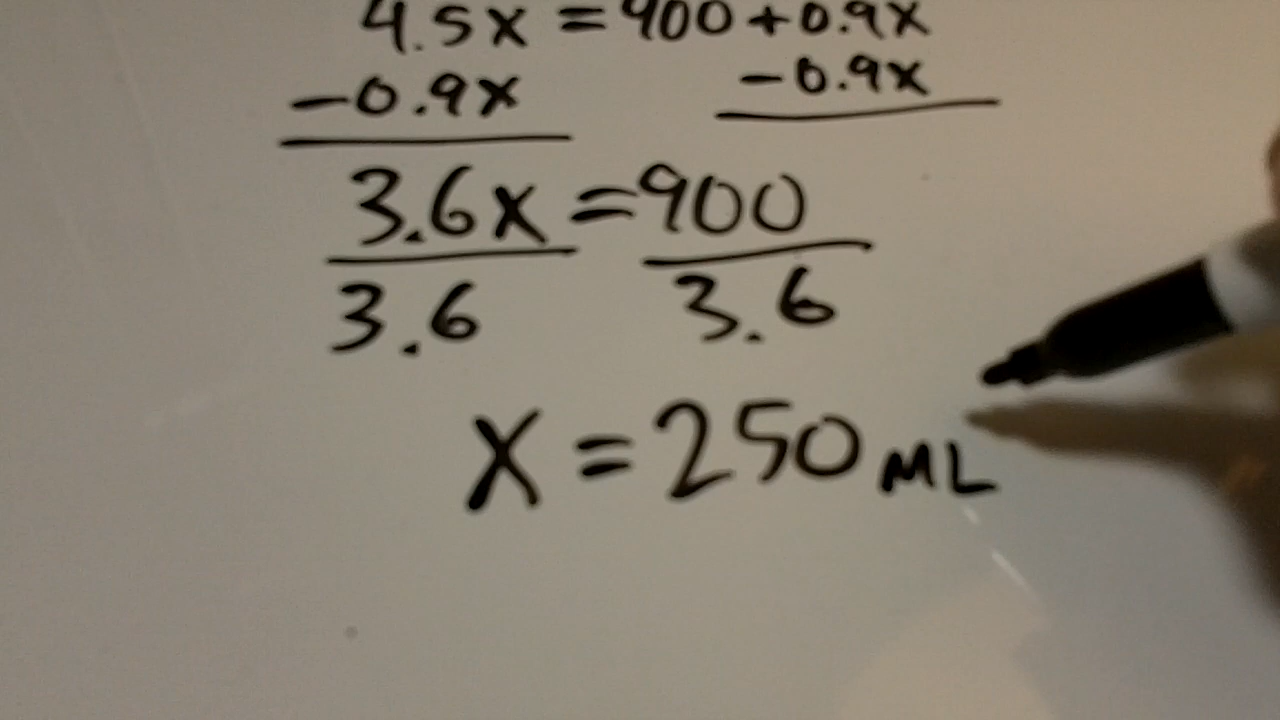 4.5x = 900 + 0.9x
-0.9x -0.9x
3.6x = 900
3.6 3.6
X = 250 ML